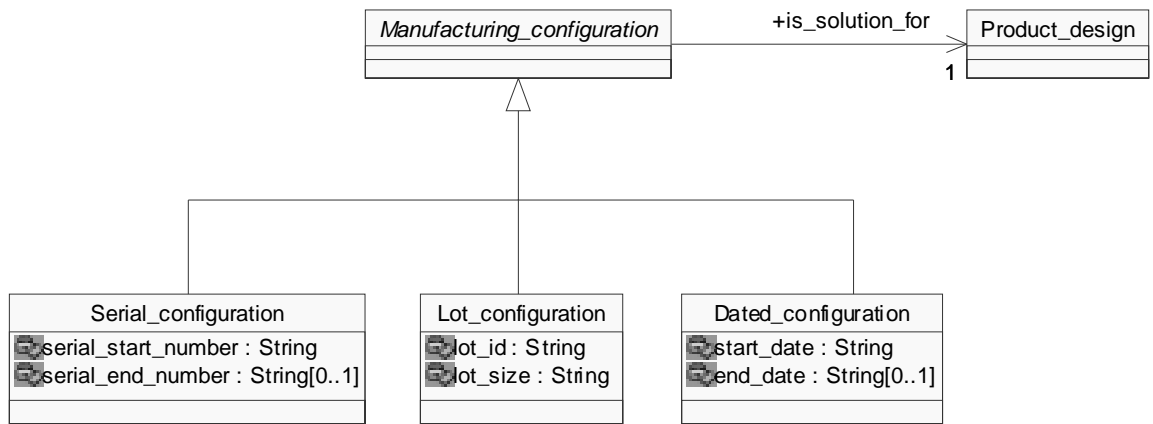 Manufacturing_configuration
+is_solution_for
Product_design
1
Serial_configuration
serial_start_number : String
serial_end_number : String[0..1]
Lot_configuration
lot_id : String
lot_size : String
Dated_configuration
start_date : String
end_date : String[0..1]